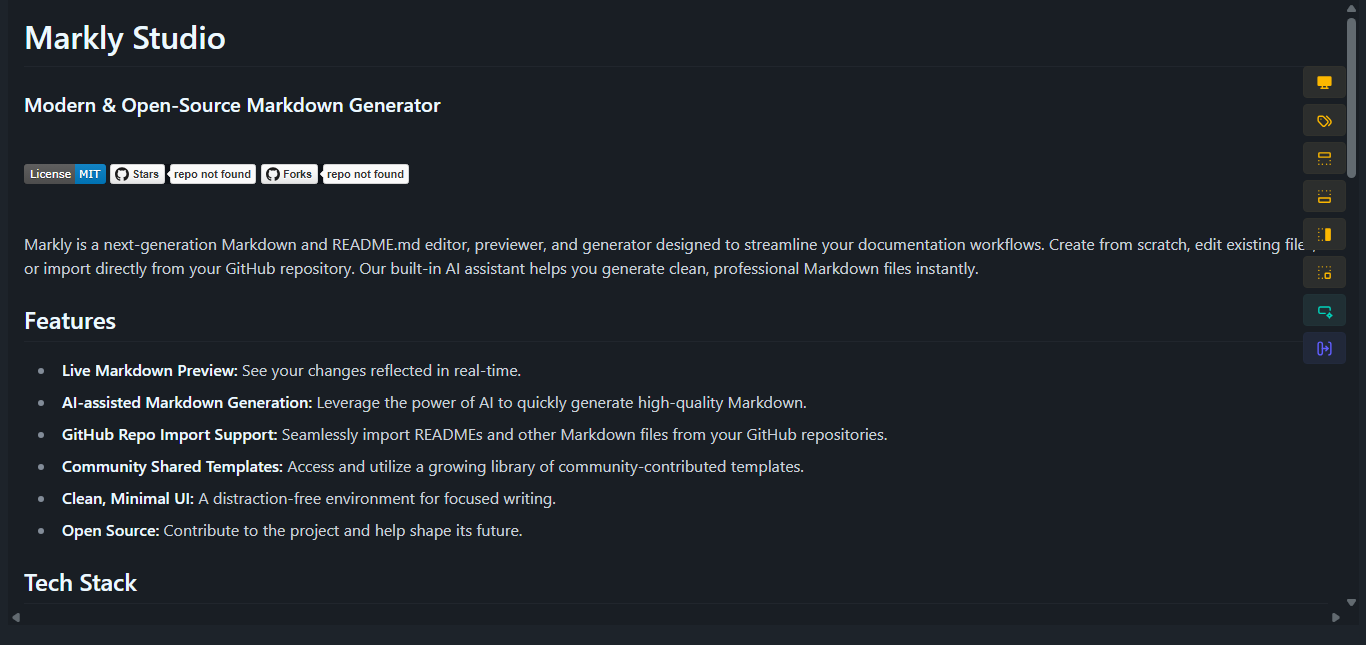 Markly Studio
Modern & Open-Source Markdown Generator
License MIT Stars repo not found Forks repo not found
Markly is a next-generation Markdown and README.md editor, previewer, and generator designed to streamline your documentation workflows. Create from scratch, edit existing file
or import directly from your GitHub repository. Our built-in AI assistant helps you generate clean, professional Markdown files instantly.
Features
Live Markdown Preview: See your changes reflected in real-time.
AI-assisted Markdown Generation: Leverage the power of AI to quickly generate high-quality Markdown.
GitHub Repo Import Support: Seamlessly import READMEs and other Markdown files from your GitHub repositories.
Community Shared Templates: Access and utilize a growing library of community-contributed templates.
Clean, Minimal UI: A distraction-free environment for focused writing.
Open Source: Contribute to the project and help shape its future.
Tech Stack